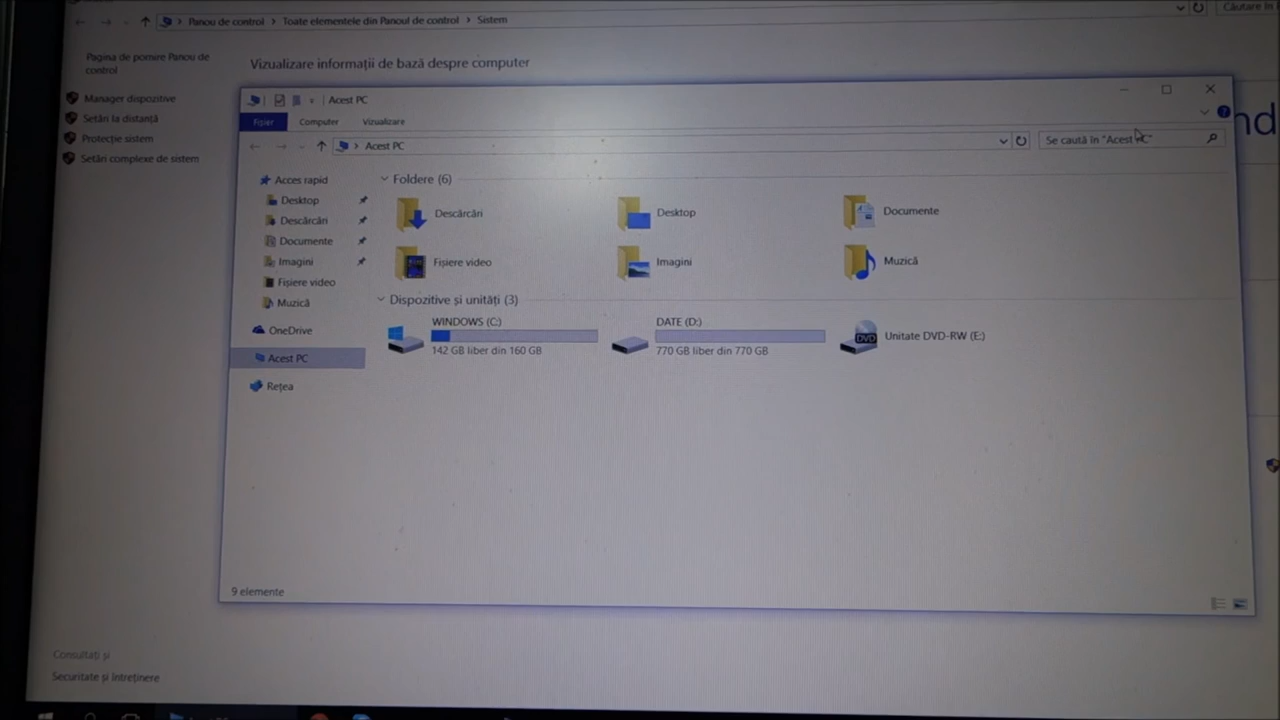 Panou de control > Toate elementele din Panoul de control > Sistem
Căutare în
Pagina de pornire Panou de
control
Manager dispozitive
Setări la distanță
Protecție sistem
Setări complexe de sistem
Vizualizare informații de bază despre computer
nd
Acest PC
Fișier Computer Vizualizare
Acest PC
Se caută în "Acest PC"
Acces rapid
Desktop
Descărcări
Documente
Imagini
Fișiere video
Muzică
OneDrive
Acest PC
Rețea
Foldere (6)
Descărcări
Desktop
Documente
Fișiere video
Imagini
Muzică
Dispozitive și unități (3)
WINDOWS (C:)
142 GB liber din 160 GB
DATE (D:)
770 GB liber din 770 GB
DVD
Unitate DVD-RW (E:)
9 elemente
Consultați și
Securitate și întreținere